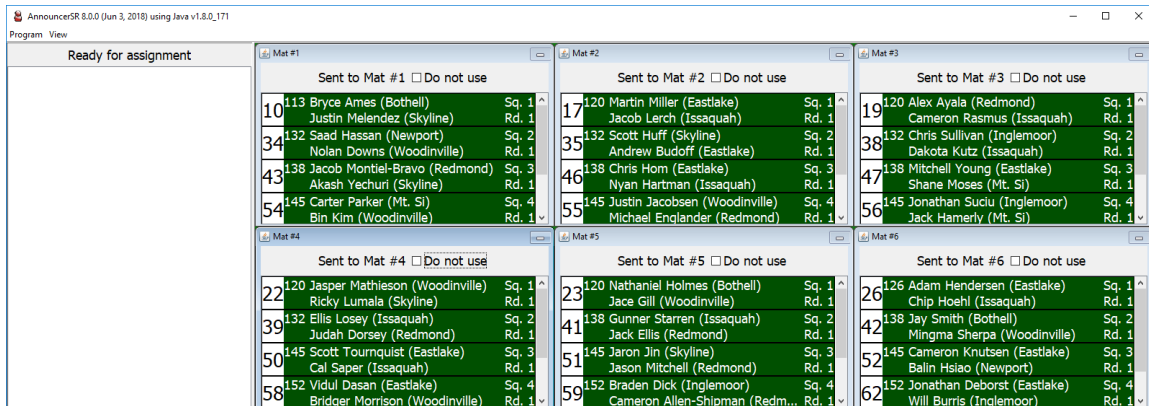 AnnouncerSR 8.0.0 (Jun 3, 2018) using Java v1.8.0_171
Program View
Ready for assignment
Mat #1
Sent to Mat #1 Do not use
10 113 Bryce Ames (Bothell) Sq. 1
Justin Melendez (Skyline) Rd. 1
34 132 Saad Hassan (Newport) Sq. 2
Nolan Downs (Woodinville) Rd. 1
43 138 Jacob Montiel-Bravo (Redmond) Sq. 3
Akash Yechuri (Skyline) Rd. 1
54 145 Carter Parker (Mt. Si) Sq. 4
Bin Kim (Woodinville) Rd. 1
Mat #2
Sent to Mat #2 Do not use
17 120 Martin Miller (Eastlake) Sq. 1
Jacob Lerch (Issaquah) Rd. 1
35 132 Scott Huff (Skyline) Sq. 2
Andrew Budoff (Eastlake) Rd. 1
46 138 Chris Hom (Eastlake) Sq. 3
Nyan Hartman (Issaquah) Rd. 1
55 145 Justin Jacobsen (Woodinville) Sq. 4
Michael Englander (Redmond) Rd. 1
Mat #3
Sent to Mat #3 Do not use
19 120 Alex Ayala (Redmond) Sq. 1
Cameron Rasmus (Issaquah) Rd. 1
38 132 Chris Sullivan (Inglemoor) Sq. 2
Dakota Kutz (Issaquah) Rd. 1
47 138 Mitchell Young (Eastlake) Sq. 3
Shane Moses (Mt. Si) Rd. 1
56 145 Jonathan Suciu (Inglemoor) Sq. 4
Jack Hamerly (Mt. Si) Rd. 1
Mat #4
Sent to Mat #4 Do not use
22 120 Jasper Mathieson (Woodinville) Sq. 1
Ricky Lumala (Skyline) Rd. 1
39 132 Ellis Losey (Issaquah) Sq. 2
Judah Dorsey (Redmond) Rd. 1
50 145 Scott Tournquist (Eastlake) Sq. 3
Cal Saper (Issaquah) Rd. 1
58 152 Vidul Dasan (Eastlake) Sq. 4
Bridger Morrison (Woodinville) Rd. 1
Mat #5
Sent to Mat #5 Do not use
23 120 Nathaniel Holmes (Bothell) Sq. 1
Jace Gill (Woodinville) Rd. 1
41 138 Gunner Starren (Issaquah) Sq. 2
Jack Ellis (Redmond) Rd. 1
51 145 Jaron Jin (Skyline) Sq. 3
Jason Mitchell (Redmond) Rd. 1
59 152 Braden Dick (Inglemoor) Sq. 4
Cameron Allen-Shipman (Redm... Rd. 1
Mat #6
Sent to Mat #6 Do not use
26 126 Adam Hendersen (Eastlake) Sq. 1
Chip Hoehl (Issaquah) Rd. 1
42 138 Jay Smith (Bothell) Sq. 2
Mingma Sherpa (Woodinville) Rd. 1
52 145 Cameron Knutsen (Eastlake) Sq. 3
Balin Hsiao (Newport) Rd. 1
62 152 Jonathan Deborst (Eastlake) Sq. 4
Will Burris (Inglemoor) Rd. 1